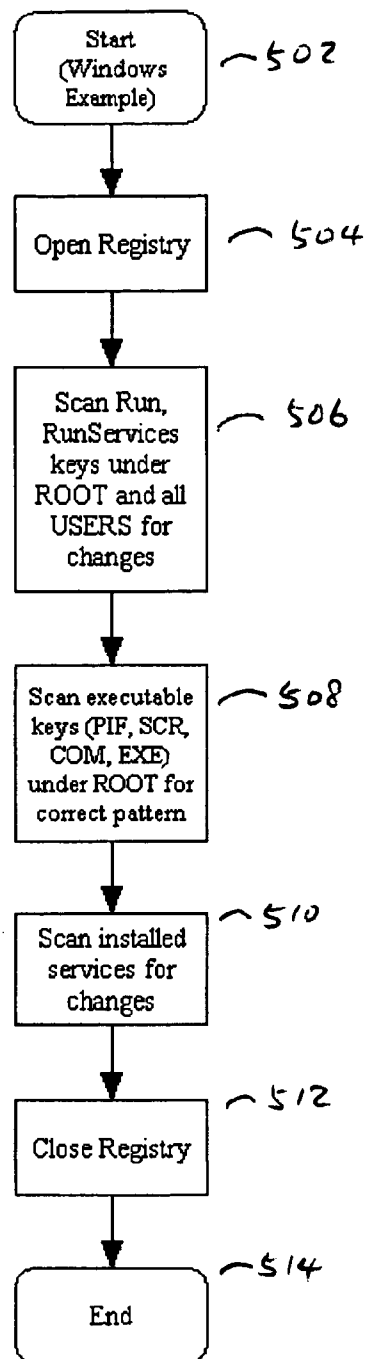 Start
(Windows
Example)
502
Open Registry
504
Scan Run,
RunServices
keys under
ROOT and all
USERS for
changes
506
Scan executable
keys (PIF, SCR,
COM, EXE)
under ROOT for
correct pattern
508
Scan installed
services for
changes
510
Close Registry
512
End
514